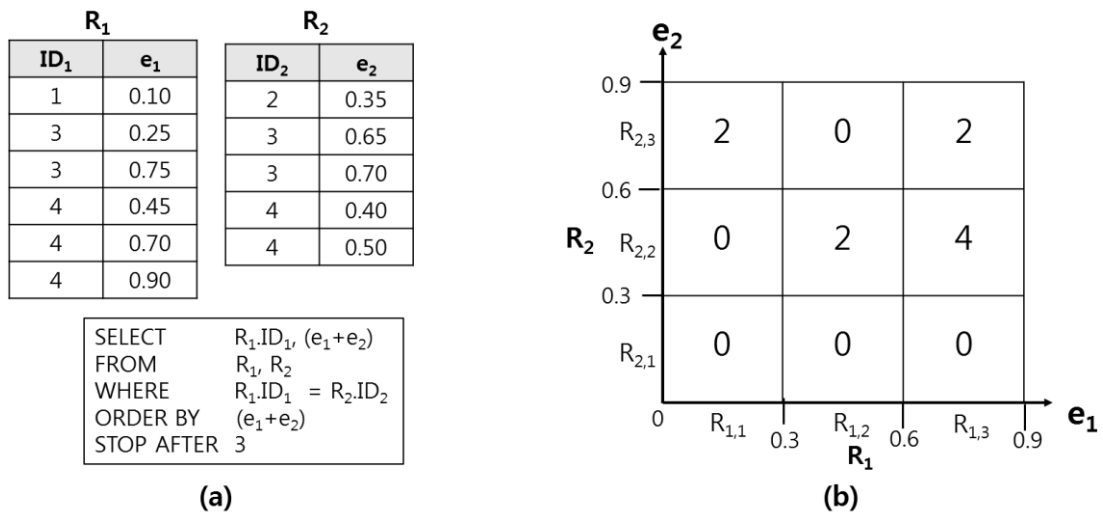 R₁
ID₁ e₁
1 0.10
3 0.25
3 0.75
4 0.45
4 0.70
4 0.90
R₂
ID₂ e₂
2 0.35
3 0.65
3 0.70
4 0.40
4 0.50
SELECT R₁.ID₁, (e₁+e₂)
FROM R₁, R₂
WHERE R₁.ID₁ = R₂.ID₂
ORDER BY (e₁+e₂)
STOP AFTER 3
(a)
e₂
0.9
R₂,₃ 2 0 2
0.6
R₂ R₂,₂ 0 2 4
0.3
R₂,₁ 0 0 0
0 R₁,₁ 0.3 R₁,₂ 0.6 R₁,₃ 0.9 e₁
R₁
(b)